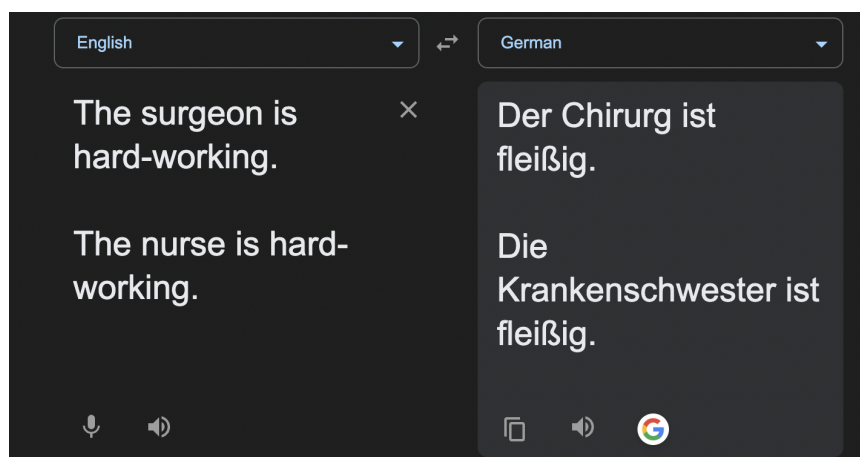 English
German
The surgeon is
hard-working.
The nurse is hard-
working.
Der Chirurg ist
fleißig.
Die
Krankenschwester ist
fleißig.